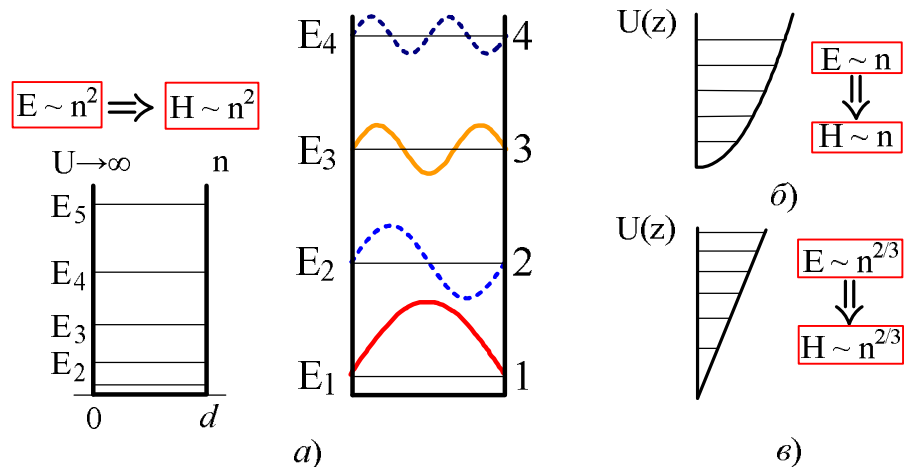 E ~ n² ⇒ H ~ n²
U→∞ n
E₅
E₄
E₃
E₂
0 d
E₄ 4
E₃ 3
E₂ 2
E₁ 1
а)
U(z)
E ~ n
⇓
H ~ n
б)
U(z)
E ~ n^{2/3}
⇓
H ~ n^{2/3}
в)